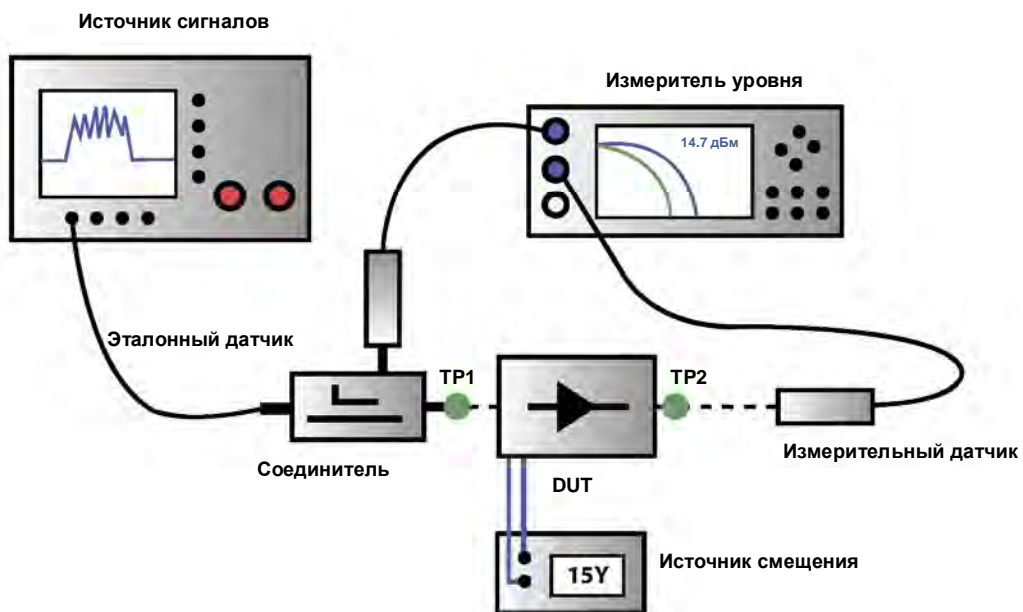 Источник сигналов
Измеритель уровня
14.7 дБм
Эталонный датчик
TP1
TP2
Соединитель
Измерительный датчик
DUT
Источник смещения
15Y